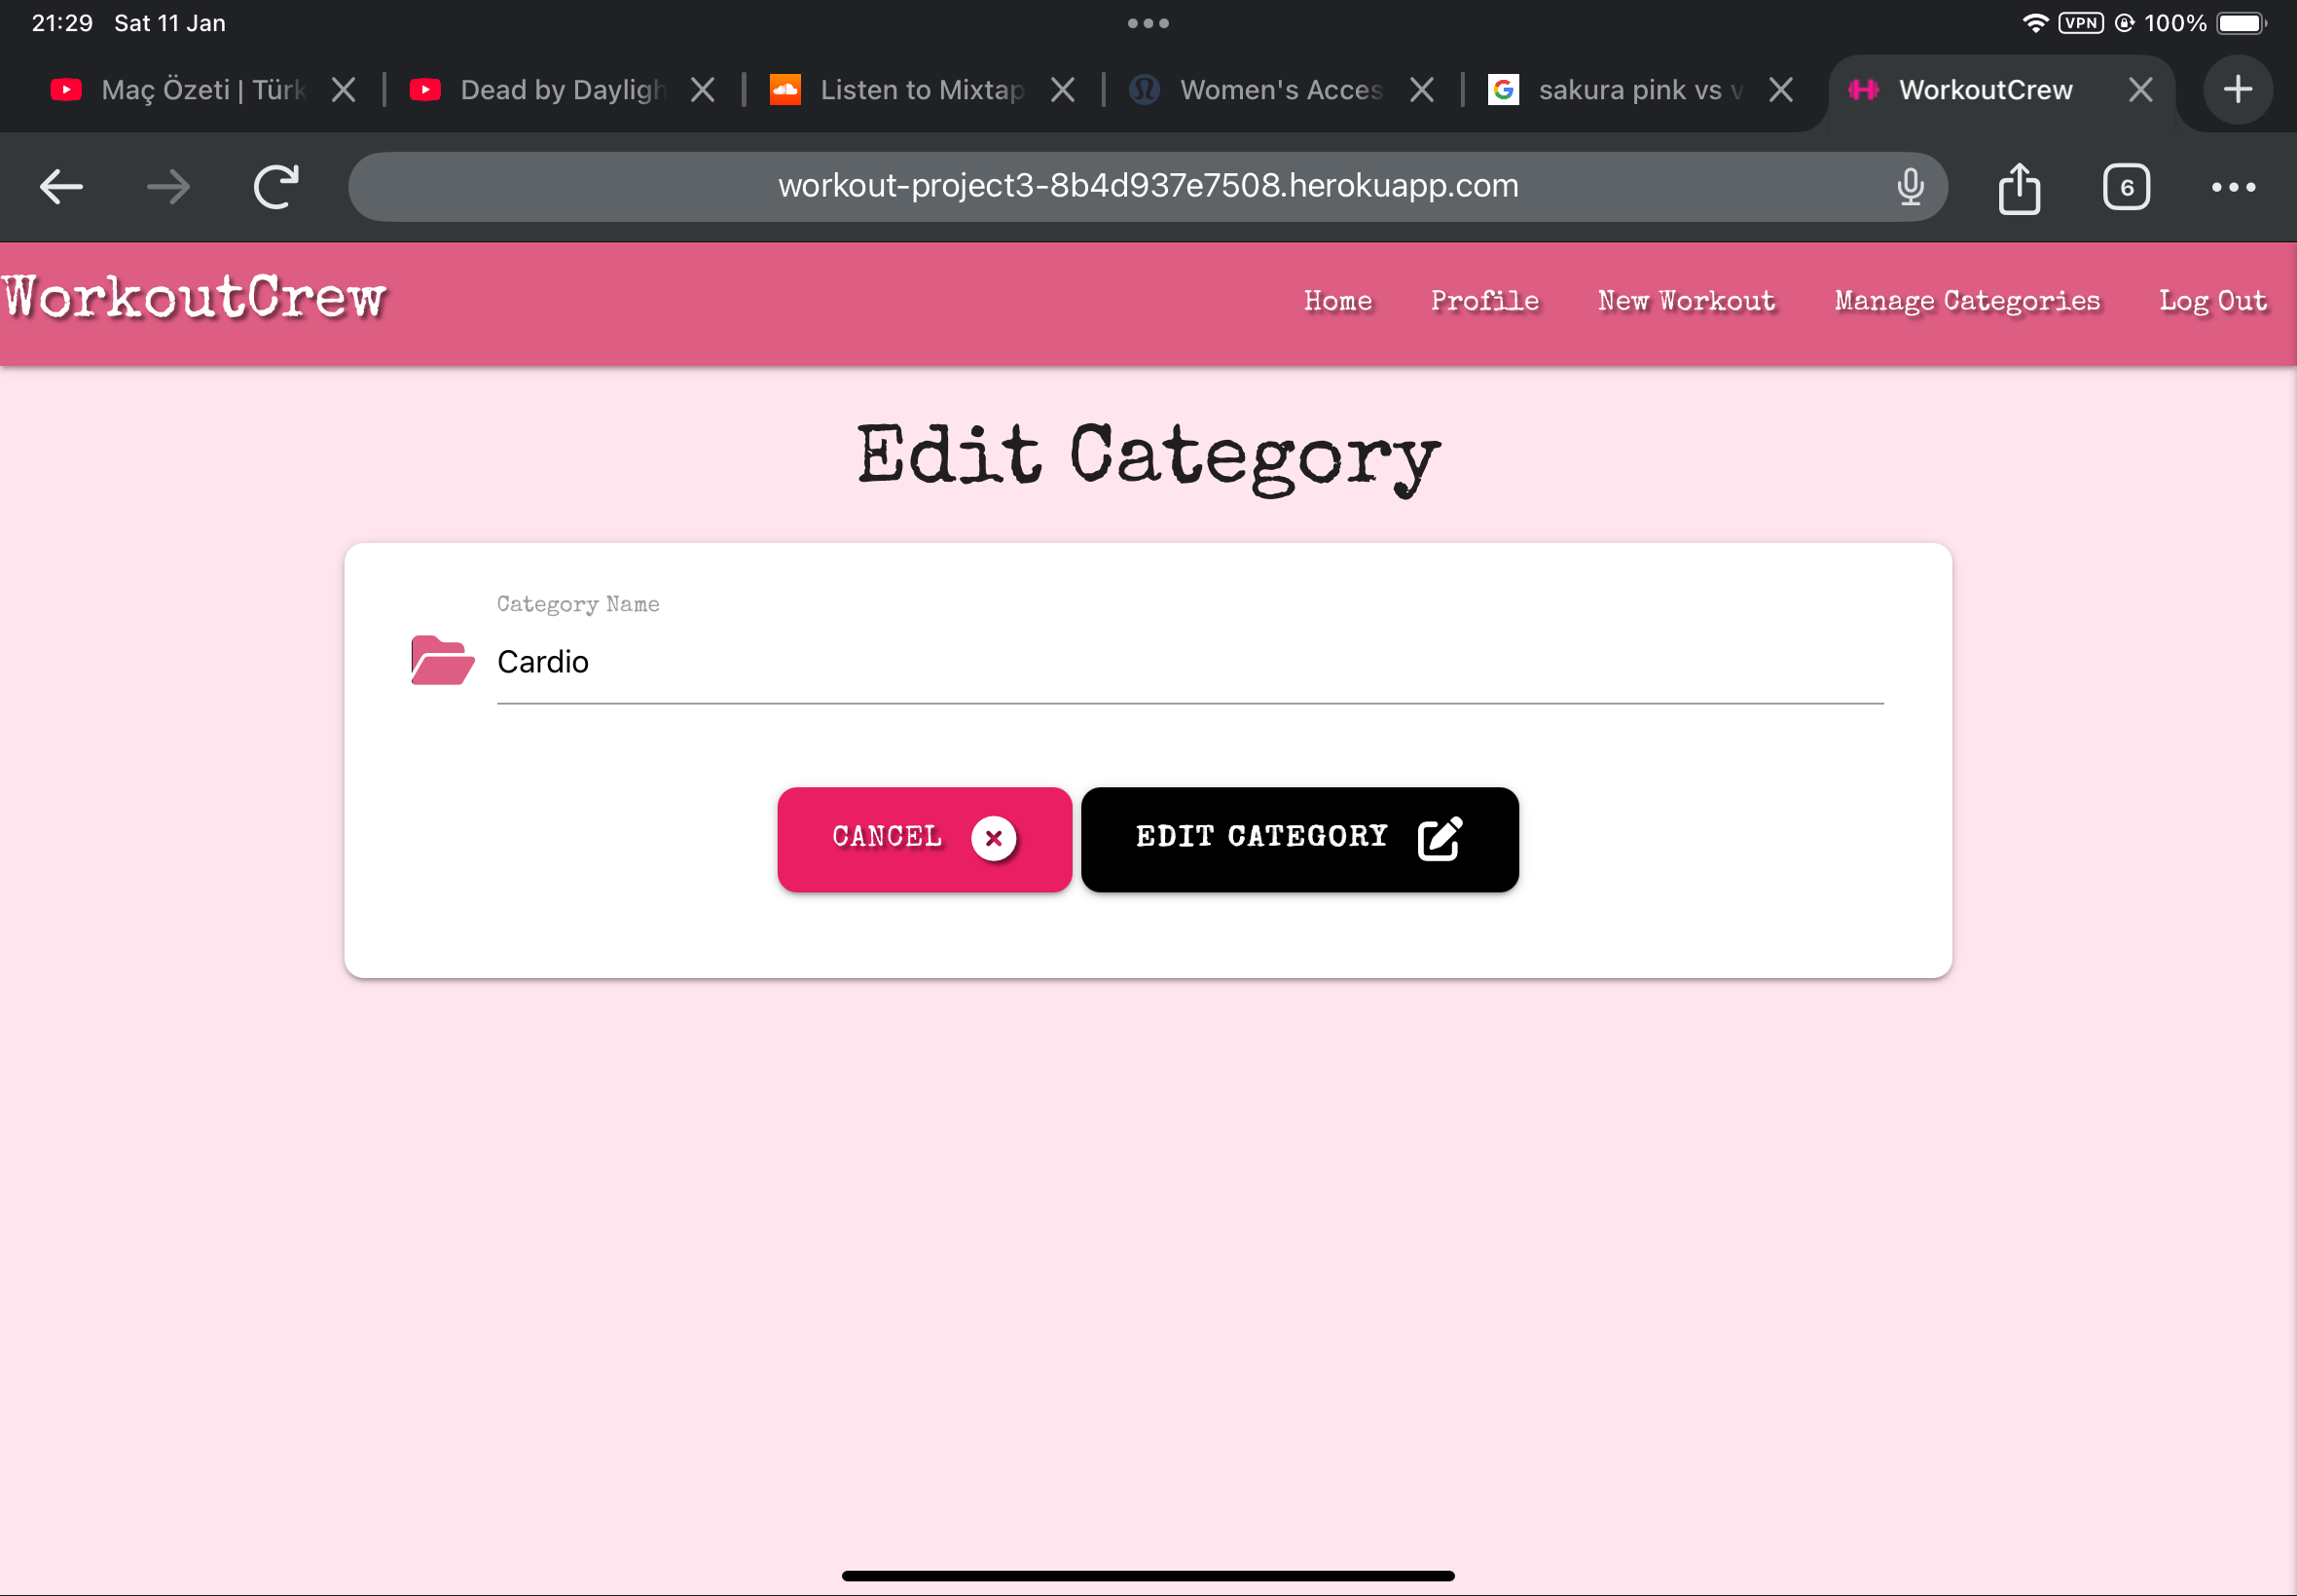 21:29 Sat 11 Jan
VPN 100%
Maç Özeti | Türk
Dead by Dayligh
Listen to Mixtap
Women's Acces
sakura pink vs v
WorkoutCrew
workout-project3-8b4d937e7508.herokuapp.com
6
WorkoutCrew
Home Profile New Workout Manage Categories Log Out
Edit Category
Category Name
Cardio
CANCEL
EDIT CATEGORY